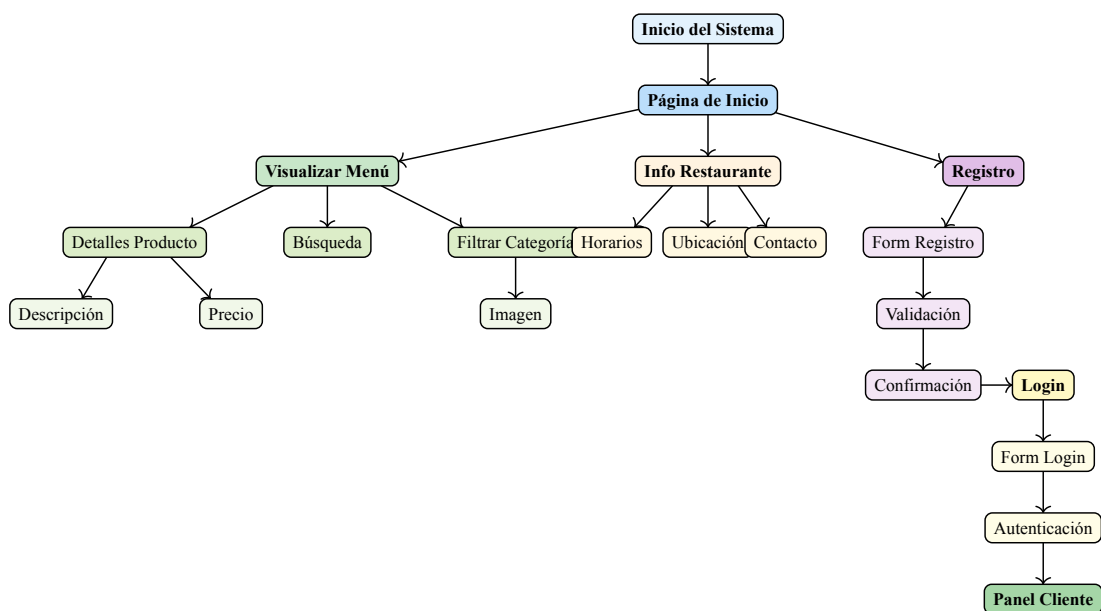 Inicio del Sistema
Página de Inicio
Visualizar Menú
Info Restaurante
Registro
Detalles Producto
Búsqueda
Filtrar Categoría
Horarios
Ubicación
Contacto
Form Registro
Descripción
Precio
Imagen
Validación
Confirmación
Login
Form Login
Autenticación
Panel Cliente